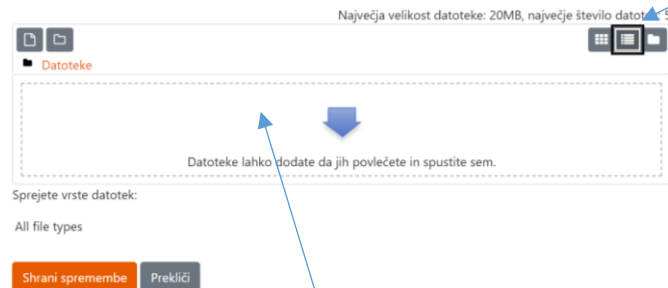 Največja velikost datoteke: 20MB, največje število datotek: 5
Datoteke
Datoteke lahko dodate da jih povlečete in spustite sem.
Sprejete vrste datotek:
All file types
Shrani spremembe Prekliči